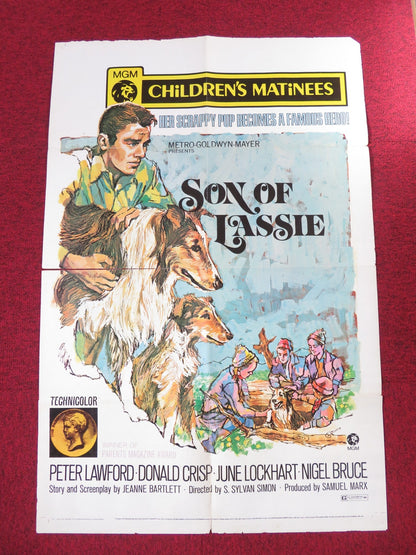 MGM
CHiLDREN'S MATiNEES
HER SCRAPPY PUP BECOMES A FAMOUS HERO!
METRO-GOLDWYN-MAYER
PRESENTS
SON OF
LASSIE
TECHNICOLOR
WINNER OF
PARENTS MAGAZINE AWARD
MGM
PETER LAWFORD · DONALD CRISP · JUNE LOCKHART · NIGEL BRUCE
Story and Screenplay by JEANNE BARTLETT · Directed by S. SYLVAN SIMON · Produced by SAMUEL MARX
G